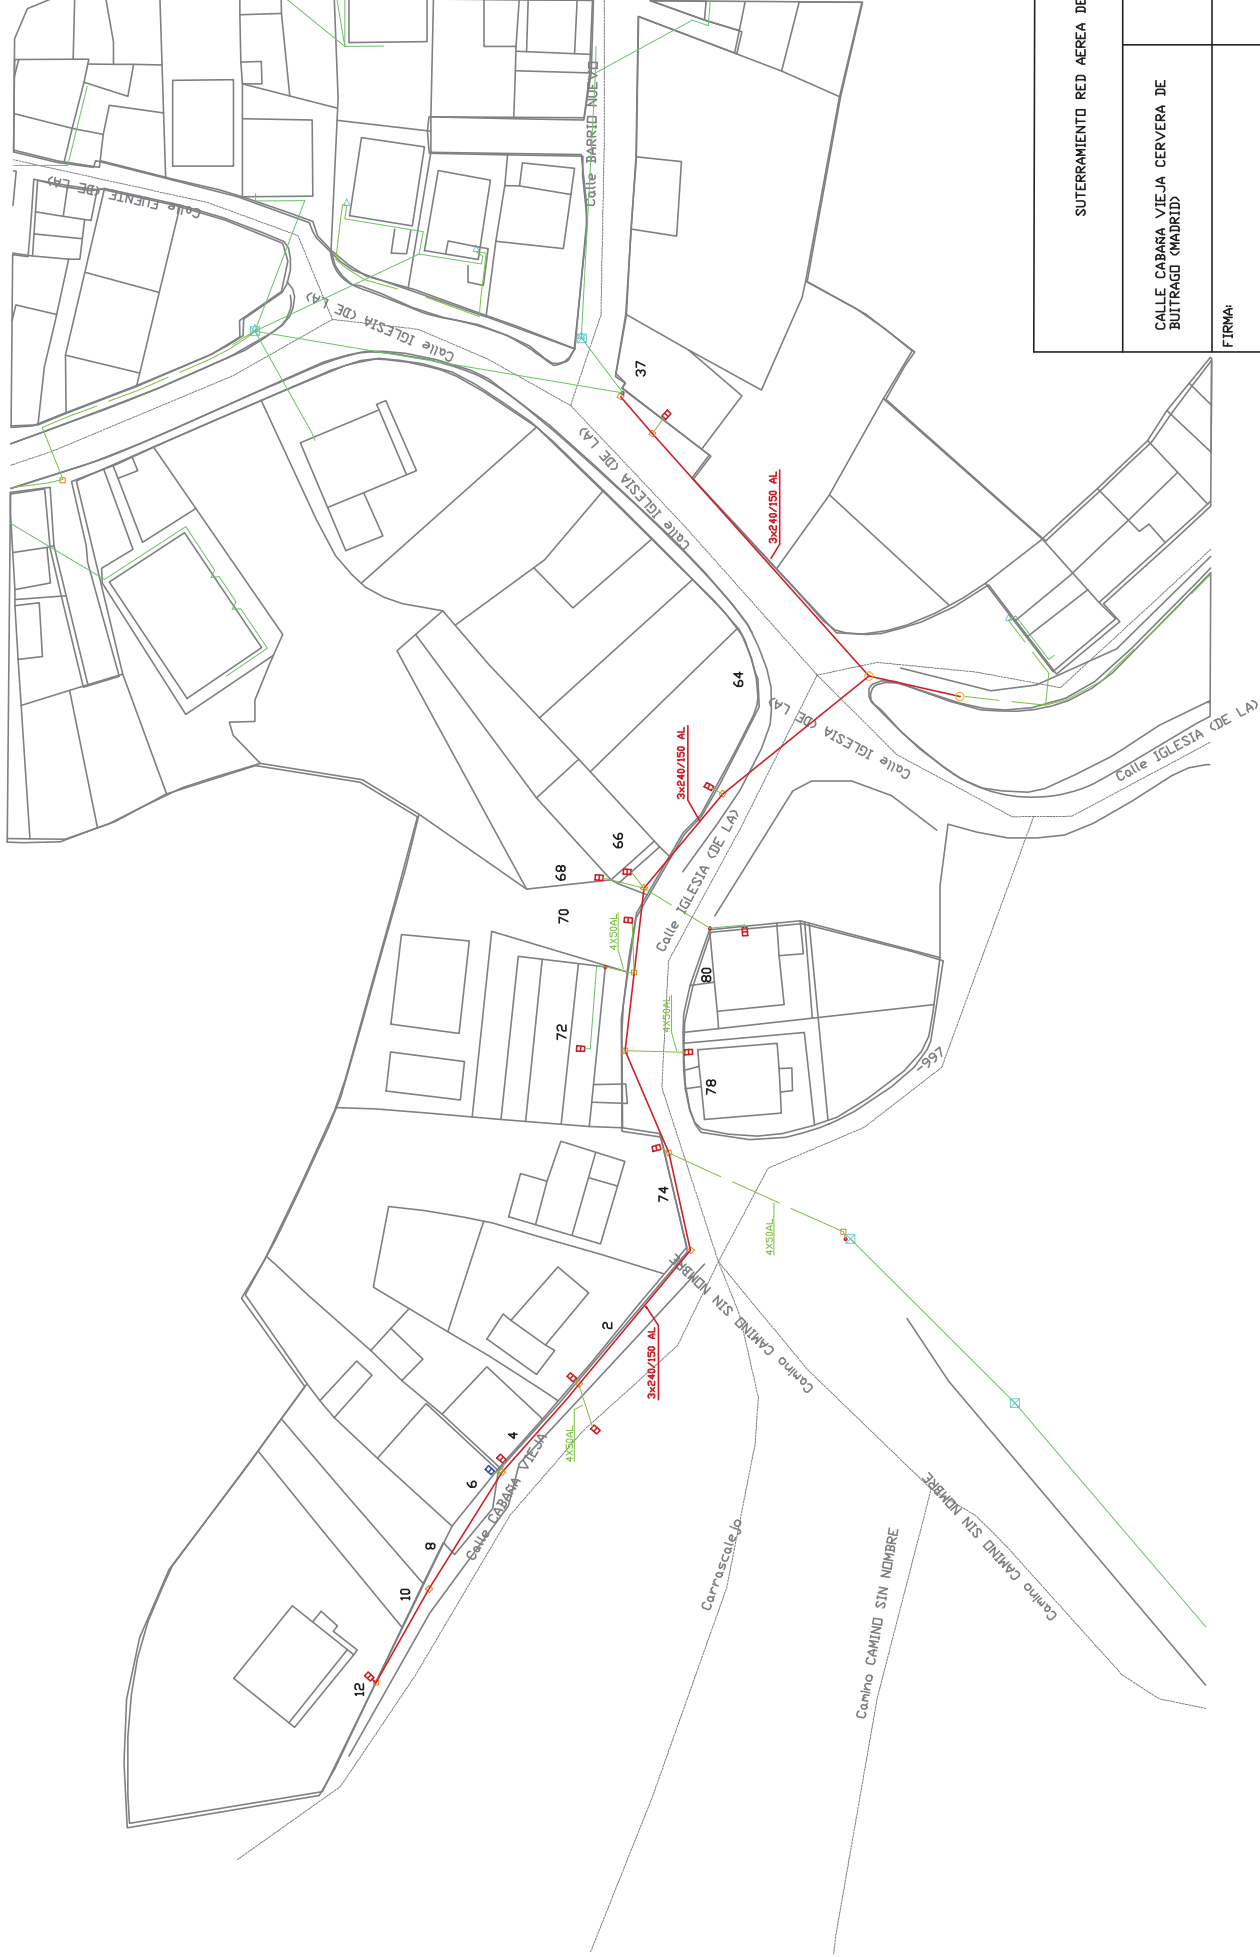 SUTERRAMIENTO RED AEREA DE
CALLE CABAÑA VIEJA CERVERA DE
BUITRAGO (MADRID)
FIRMA:
Calle BARRIO NUEVO
Calle FUENTE (DE LA)
Calle IGLESIA (DE LA)
37
Calle IGLESIA (DE LA)
3x240/150 AL
64
Calle IGLESIA (DE LA)
Calle IGLESIA (DE LA)
3x240/150 AL
66
68
70
Calle IGLESIA (DE LA)
4X50AL
80
72
4X50AL
78
-997
74
4X50AL
Camino CAMINO SIN NOMBRE
2
3x240/150 AL
4
4X50AL
6
Calle CABAÑA VIEJA
8
10
12
Carrascalejo
Camino CAMINO SIN NOMBRE
Camino CAMINO SIN NOMBRE